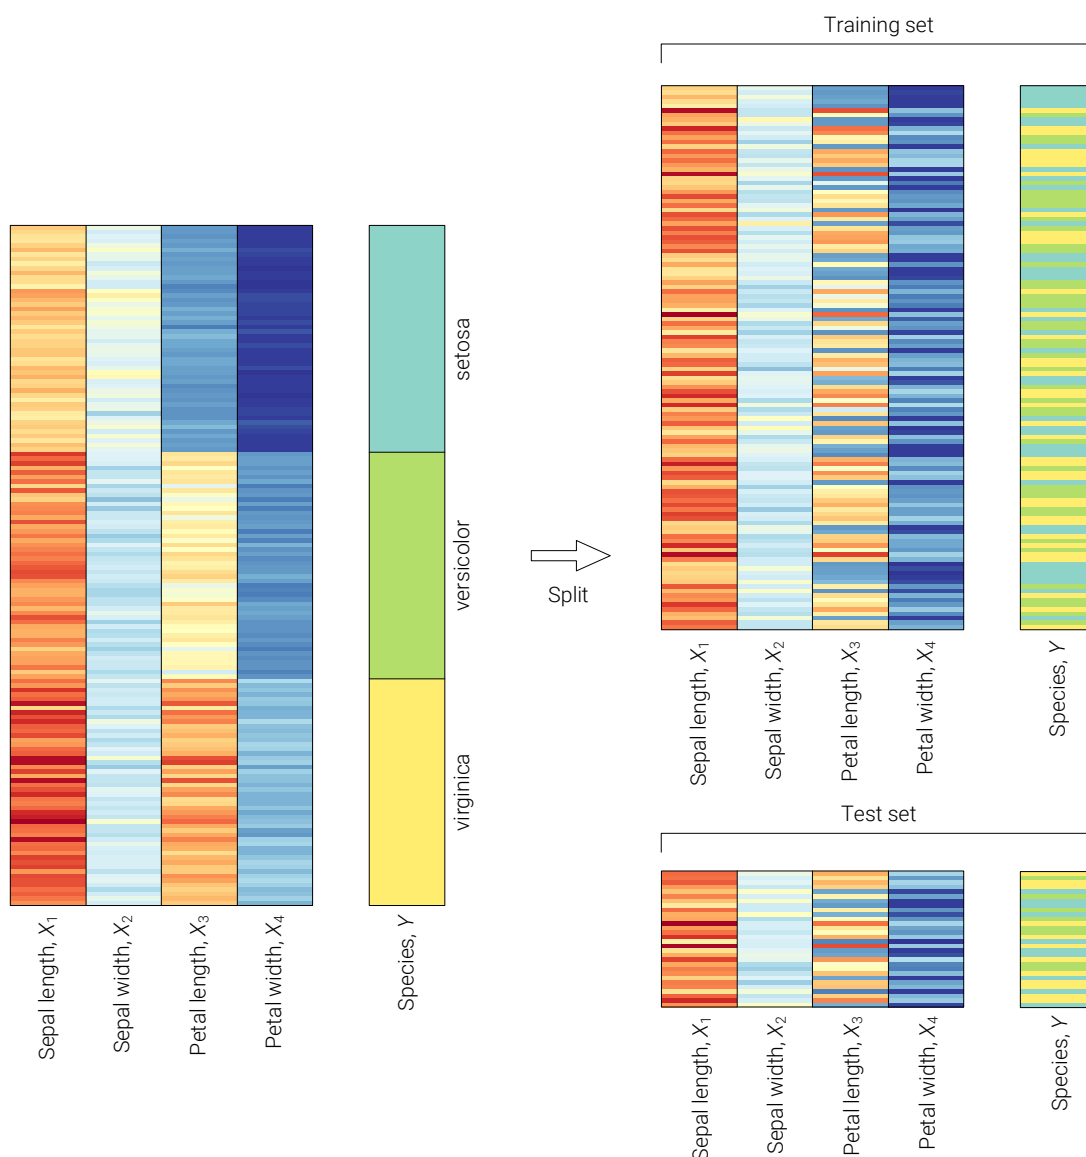 Training set
setosa
versicolor
virginica
Split
Sepal length, X1
Sepal width, X2
Petal length, X3
Petal width, X4
Species, Y
Sepal length, X1
Sepal width, X2
Petal length, X3
Petal width, X4
Species, Y
Test set
Sepal length, X1
Sepal width, X2
Petal length, X3
Petal width, X4
Species, Y